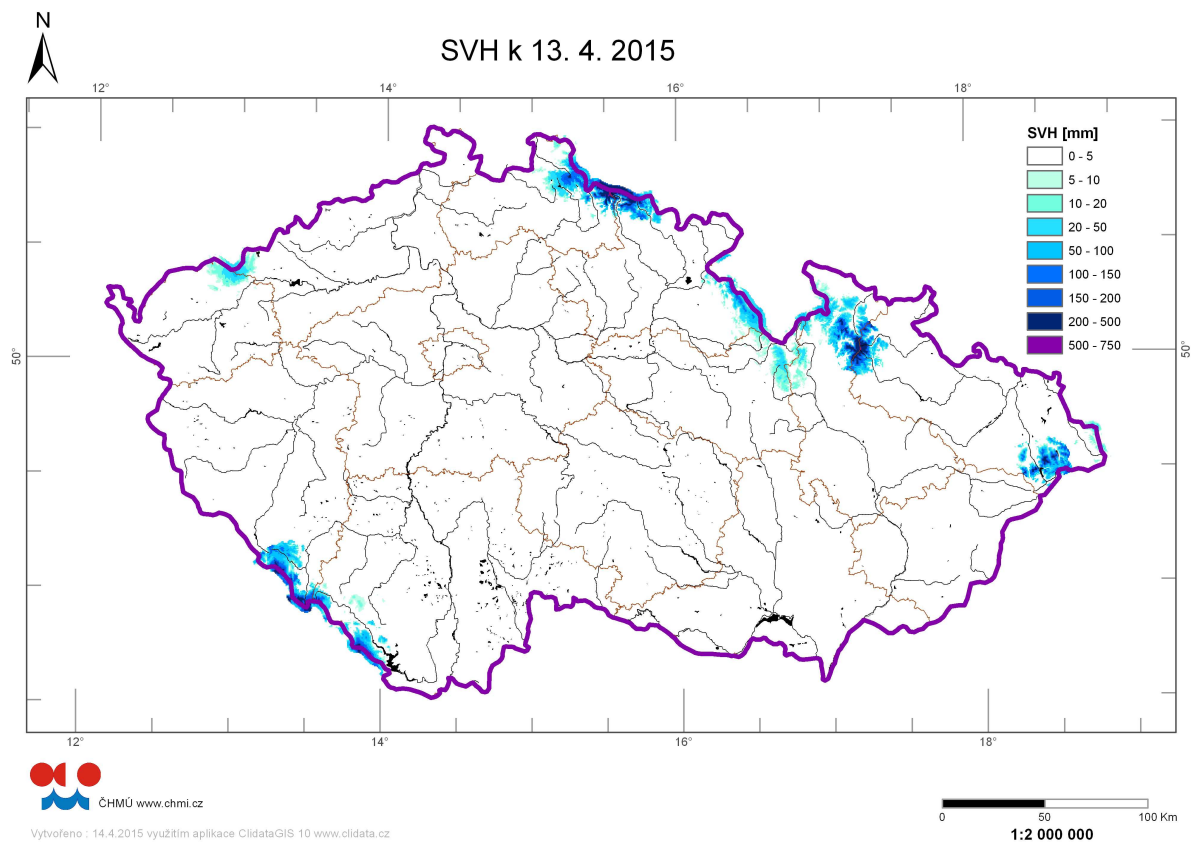 N
SVH k 13. 4. 2015
12°
14°
16°
18°
SVH [mm]
0 - 5
5 - 10
10 - 20
20 - 50
50 - 100
100 - 150
150 - 200
200 - 500
500 - 750
50°
50°
12°
14°
16°
18°
ČHMÚ www.chmi.cz
0
50
100 Km
1:2 000 000
Vytvořeno : 14.4.2015 využitím aplikace ClidataGIS 10 www.clidata.cz